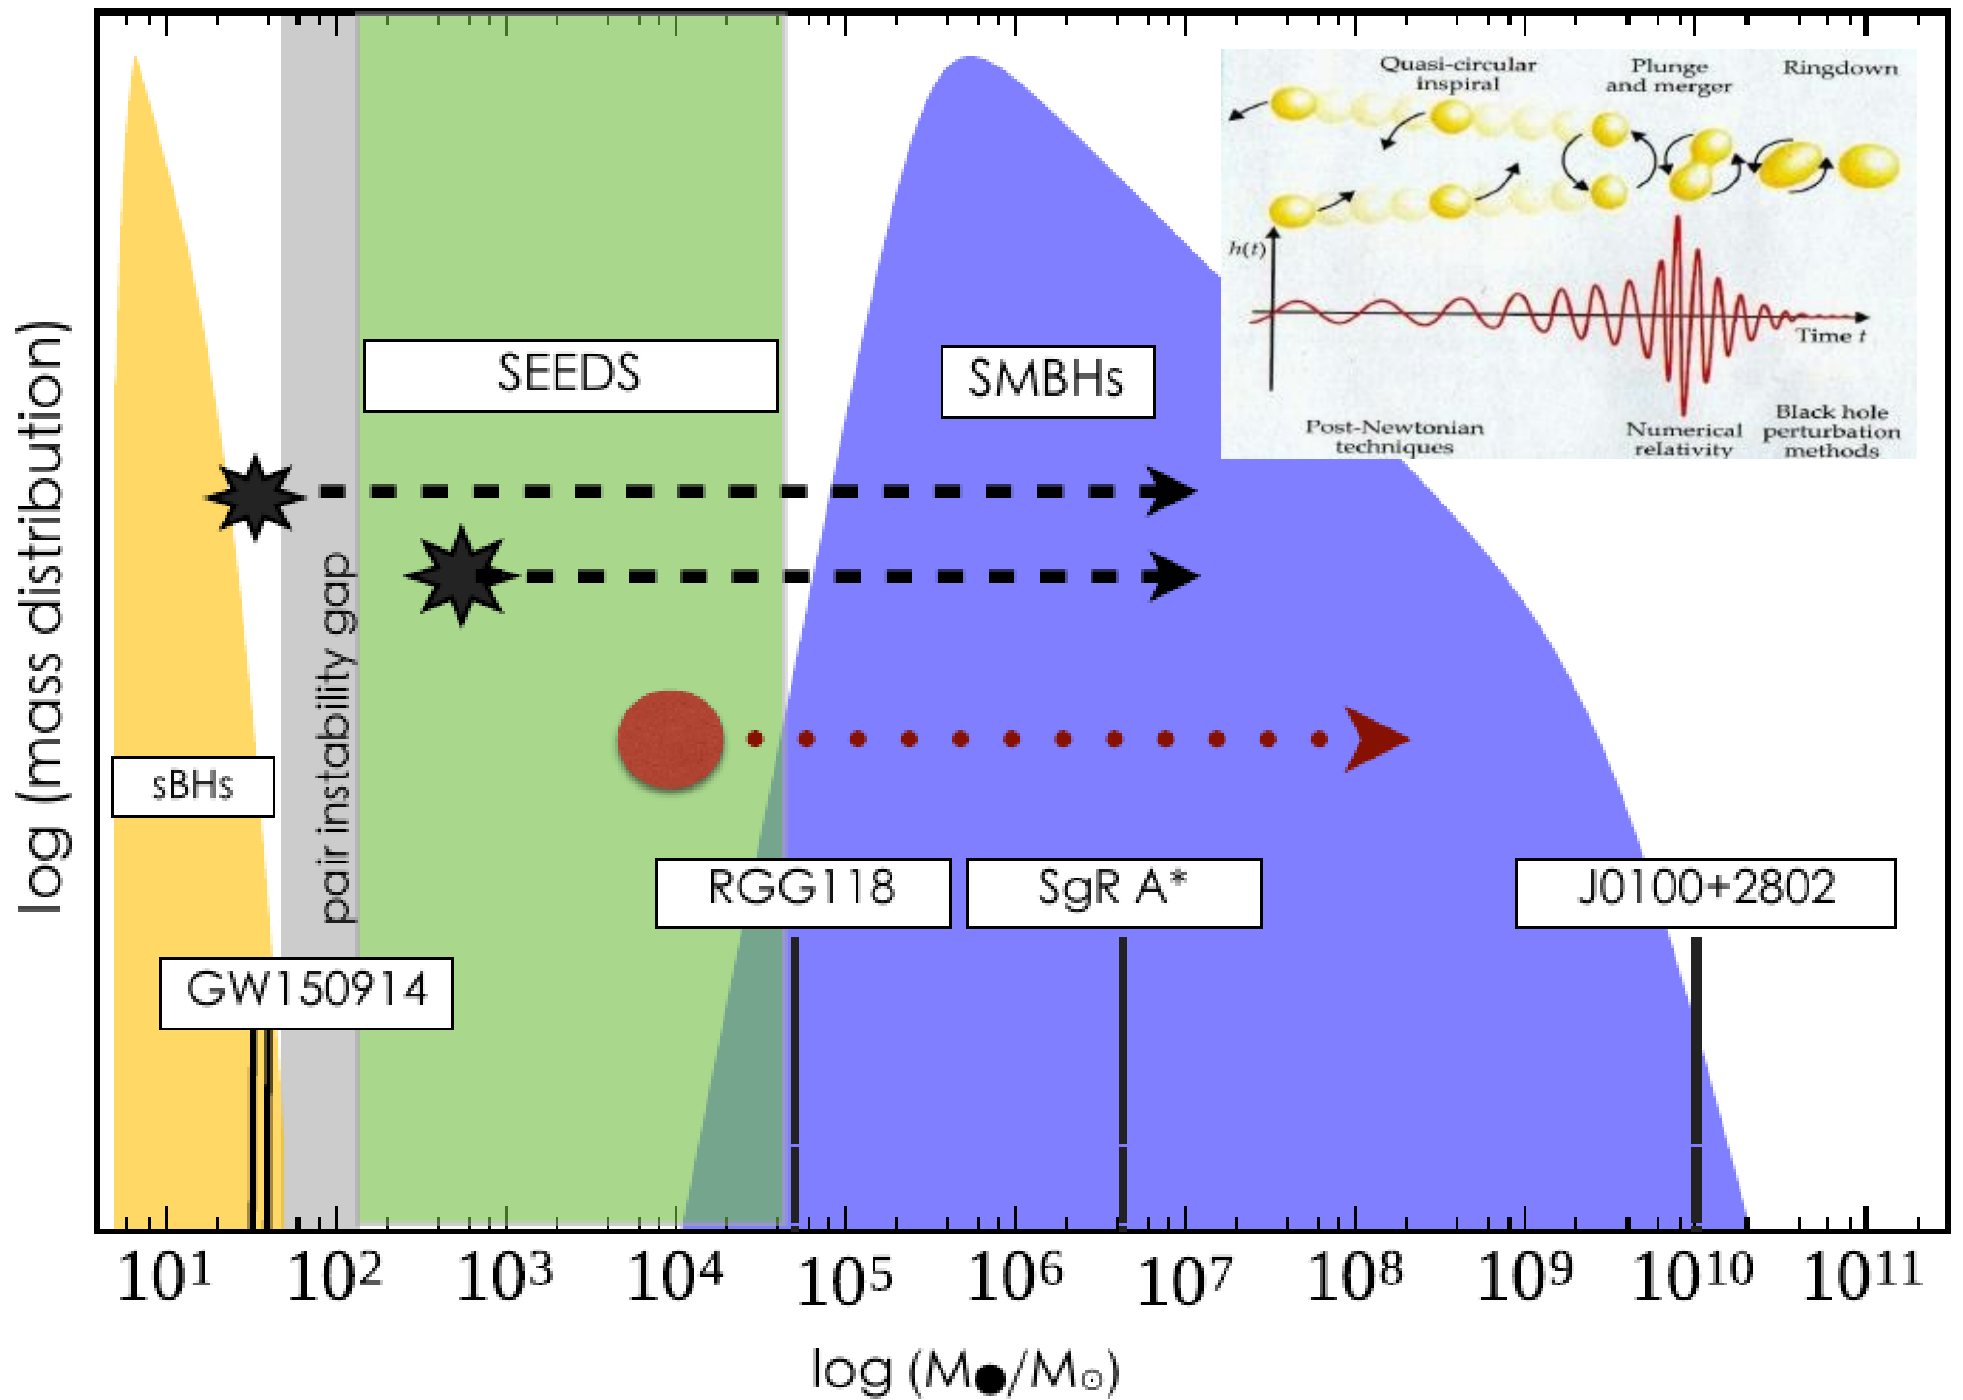 Quasi-circular
inspiral
Plunge
and merger
Ringdown
h(t)
Time t
Post-Newtonian
techniques
Numerical
relativity
Black hole
perturbation
methods
SEEDS
SMBHs
pair instability gap
sBHs
RGG118
SgR A*
J0100+2802
GW150914
log (mass distribution)
10¹ 10² 10³ 10⁴ 10⁵ 10⁶ 10⁷ 10⁸ 10⁹ 10¹⁰ 10¹¹
log (M●/M☉)